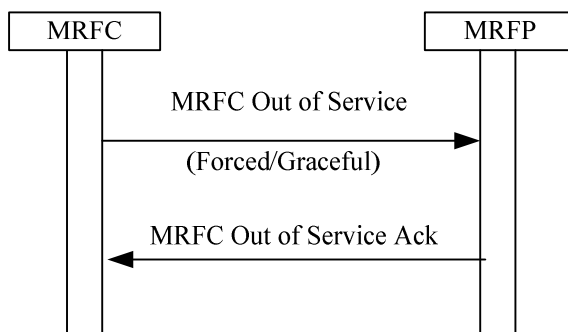 MRFC
MRFP
MRFC Out of Service
(Forced/Graceful)
MRFC Out of Service Ack